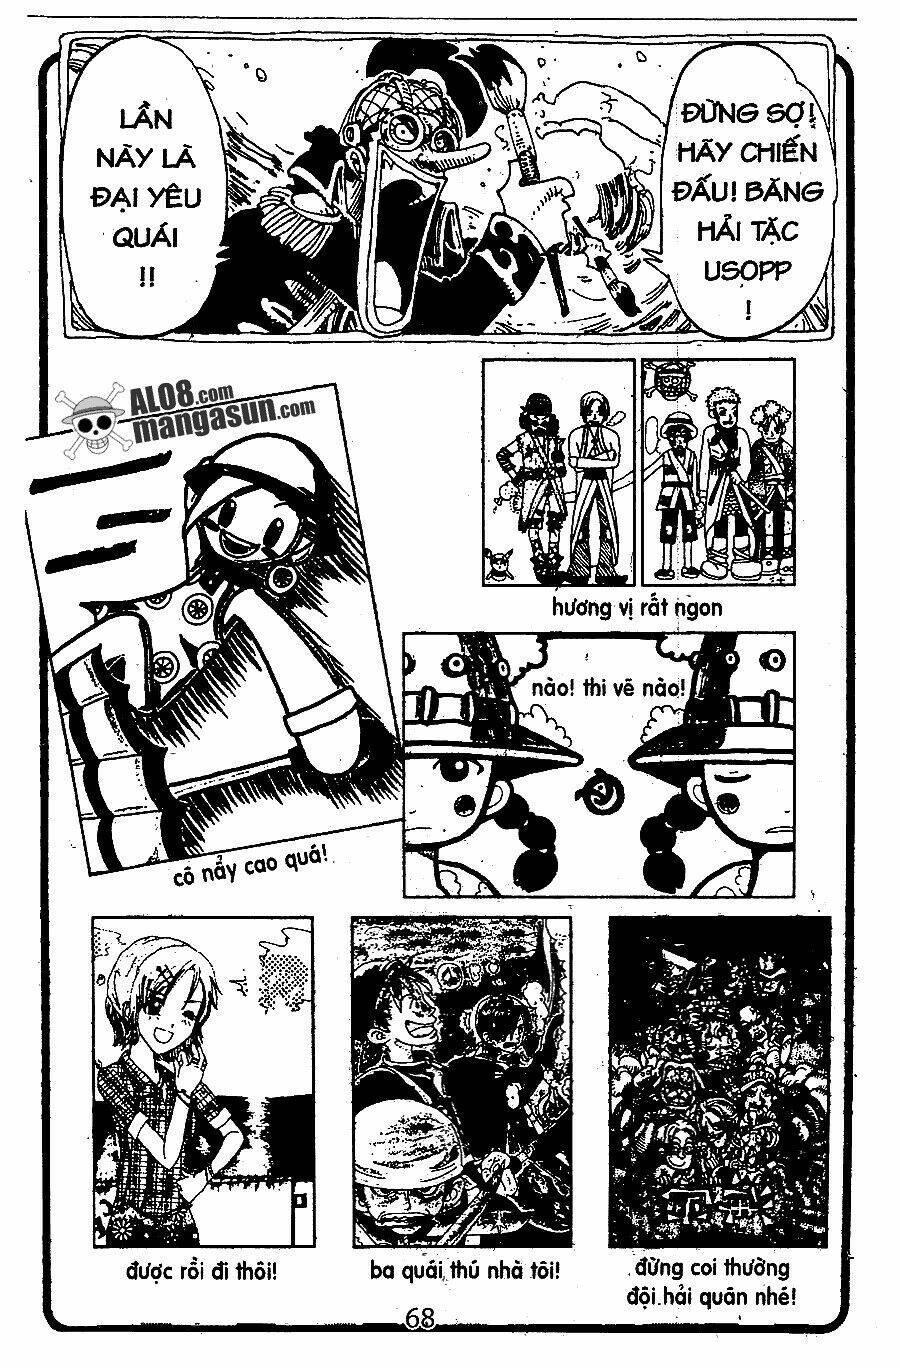 LẦN
NÀY LÀ
ĐẠI YÊU
QUÁI
!!
ĐỪNG SỢ!
HÃY CHIẾN
ĐẤU! BĂNG
HẢI TẶC
USOPP
!
ALO8.com
mangasun.com
hương vị rất ngon
nào! thi vẽ nào!
cô nẩy cao quá!
được rồi đi thôi!
ba quái thú nhà tôi!
đừng coi thường
đội hải quân nhé!
68